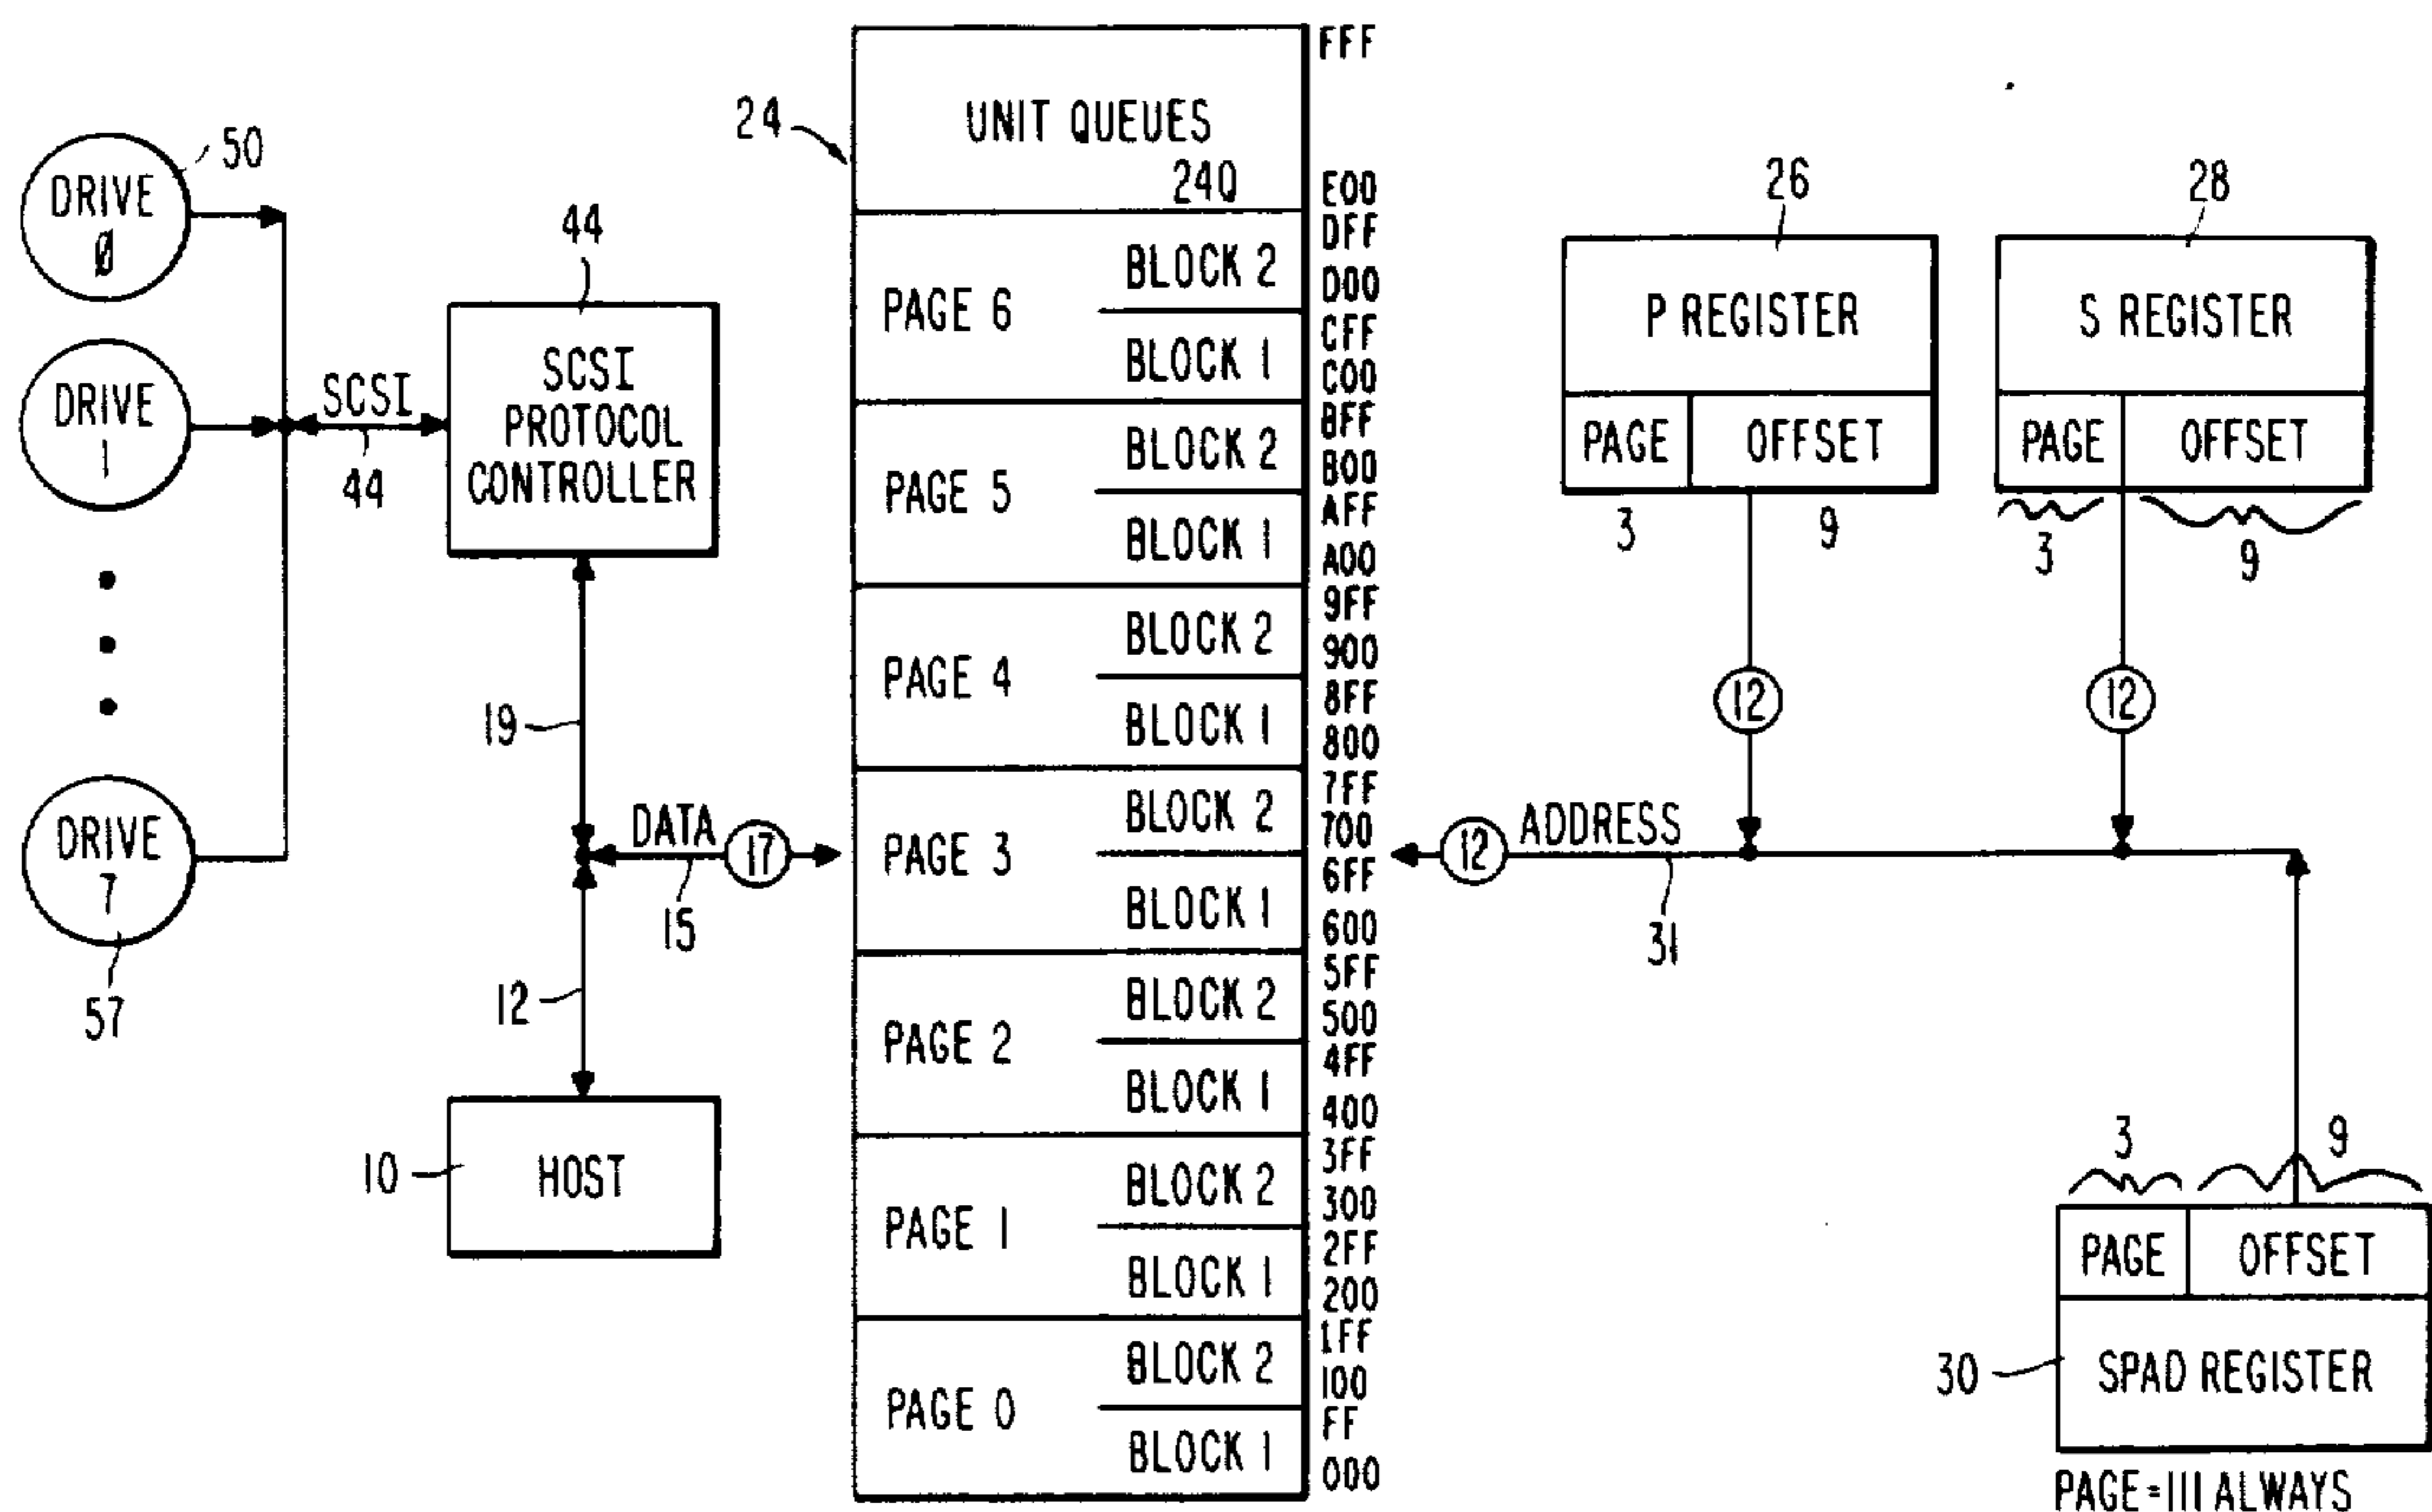 DRIVE
Ø
50
DRIVE
1
DRIVE
7
57
SCSI
44
44
SCSI
PROTOCOL
CONTROLLER
19
DATA
17
15
12
10
HOST
24
UNIT QUEUES
24Q
PAGE 6
BLOCK 2
BLOCK 1
PAGE 5
BLOCK 2
BLOCK 1
PAGE 4
BLOCK 2
BLOCK 1
PAGE 3
BLOCK 2
BLOCK 1
PAGE 2
BLOCK 2
BLOCK 1
PAGE 1
BLOCK 2
BLOCK 1
PAGE 0
BLOCK 2
BLOCK 1
FFF
E00
DFF
D00
CFF
C00
BFF
B00
AFF
A00
9FF
900
8FF
800
7FF
700
6FF
600
5FF
500
4FF
400
3FF
300
2FF
200
1FF
100
FF
000
26
P REGISTER
PAGE OFFSET
3 9
12
28
S REGISTER
PAGE OFFSET
3 9
12
12
ADDRESS
31
3 9
PAGE OFFSET
30
SPAD REGISTER
PAGE=111 ALWAYS